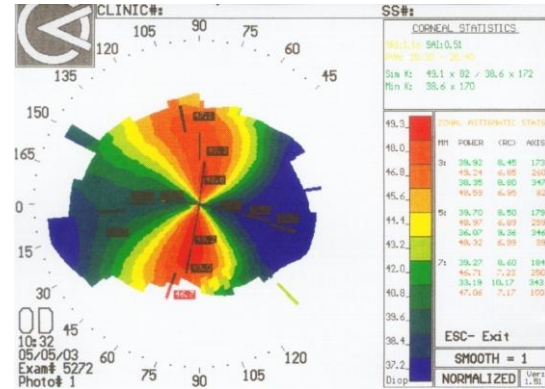 CLINIC#:
SS#:
105 90 75
120 60
135 45
150
165
0
15
30
45
60 75 90 105 120
OD
10:32
05/05/03
Exam# 5272
Photo# 1
CORNEAL STATISTICS
SAI:0.51
Sim K: 49.1 x 82 / 38.6 x 172
Min K: 38.6 x 170
49.3
48.0
46.8
45.6
44.4
43.2
42.0
40.8
39.6
38.4
37.2
Diop
ZONAL ASTIGMATIC STATS
MM POWER (RC) AXIS
3: 39.92 8.45 173
49.24 6.85 260
38.35 8.80 347
48.59 6.95 82
5: 39.70 8.50 179
48.97 6.89 259
36.07 9.36 346
48.32 6.99
7: 39.27 8.60 184
46.71 7.23 250
33.19 10.17 343
47.06 7.17
ESC- Exit
SMOOTH = 1
NORMALIZED